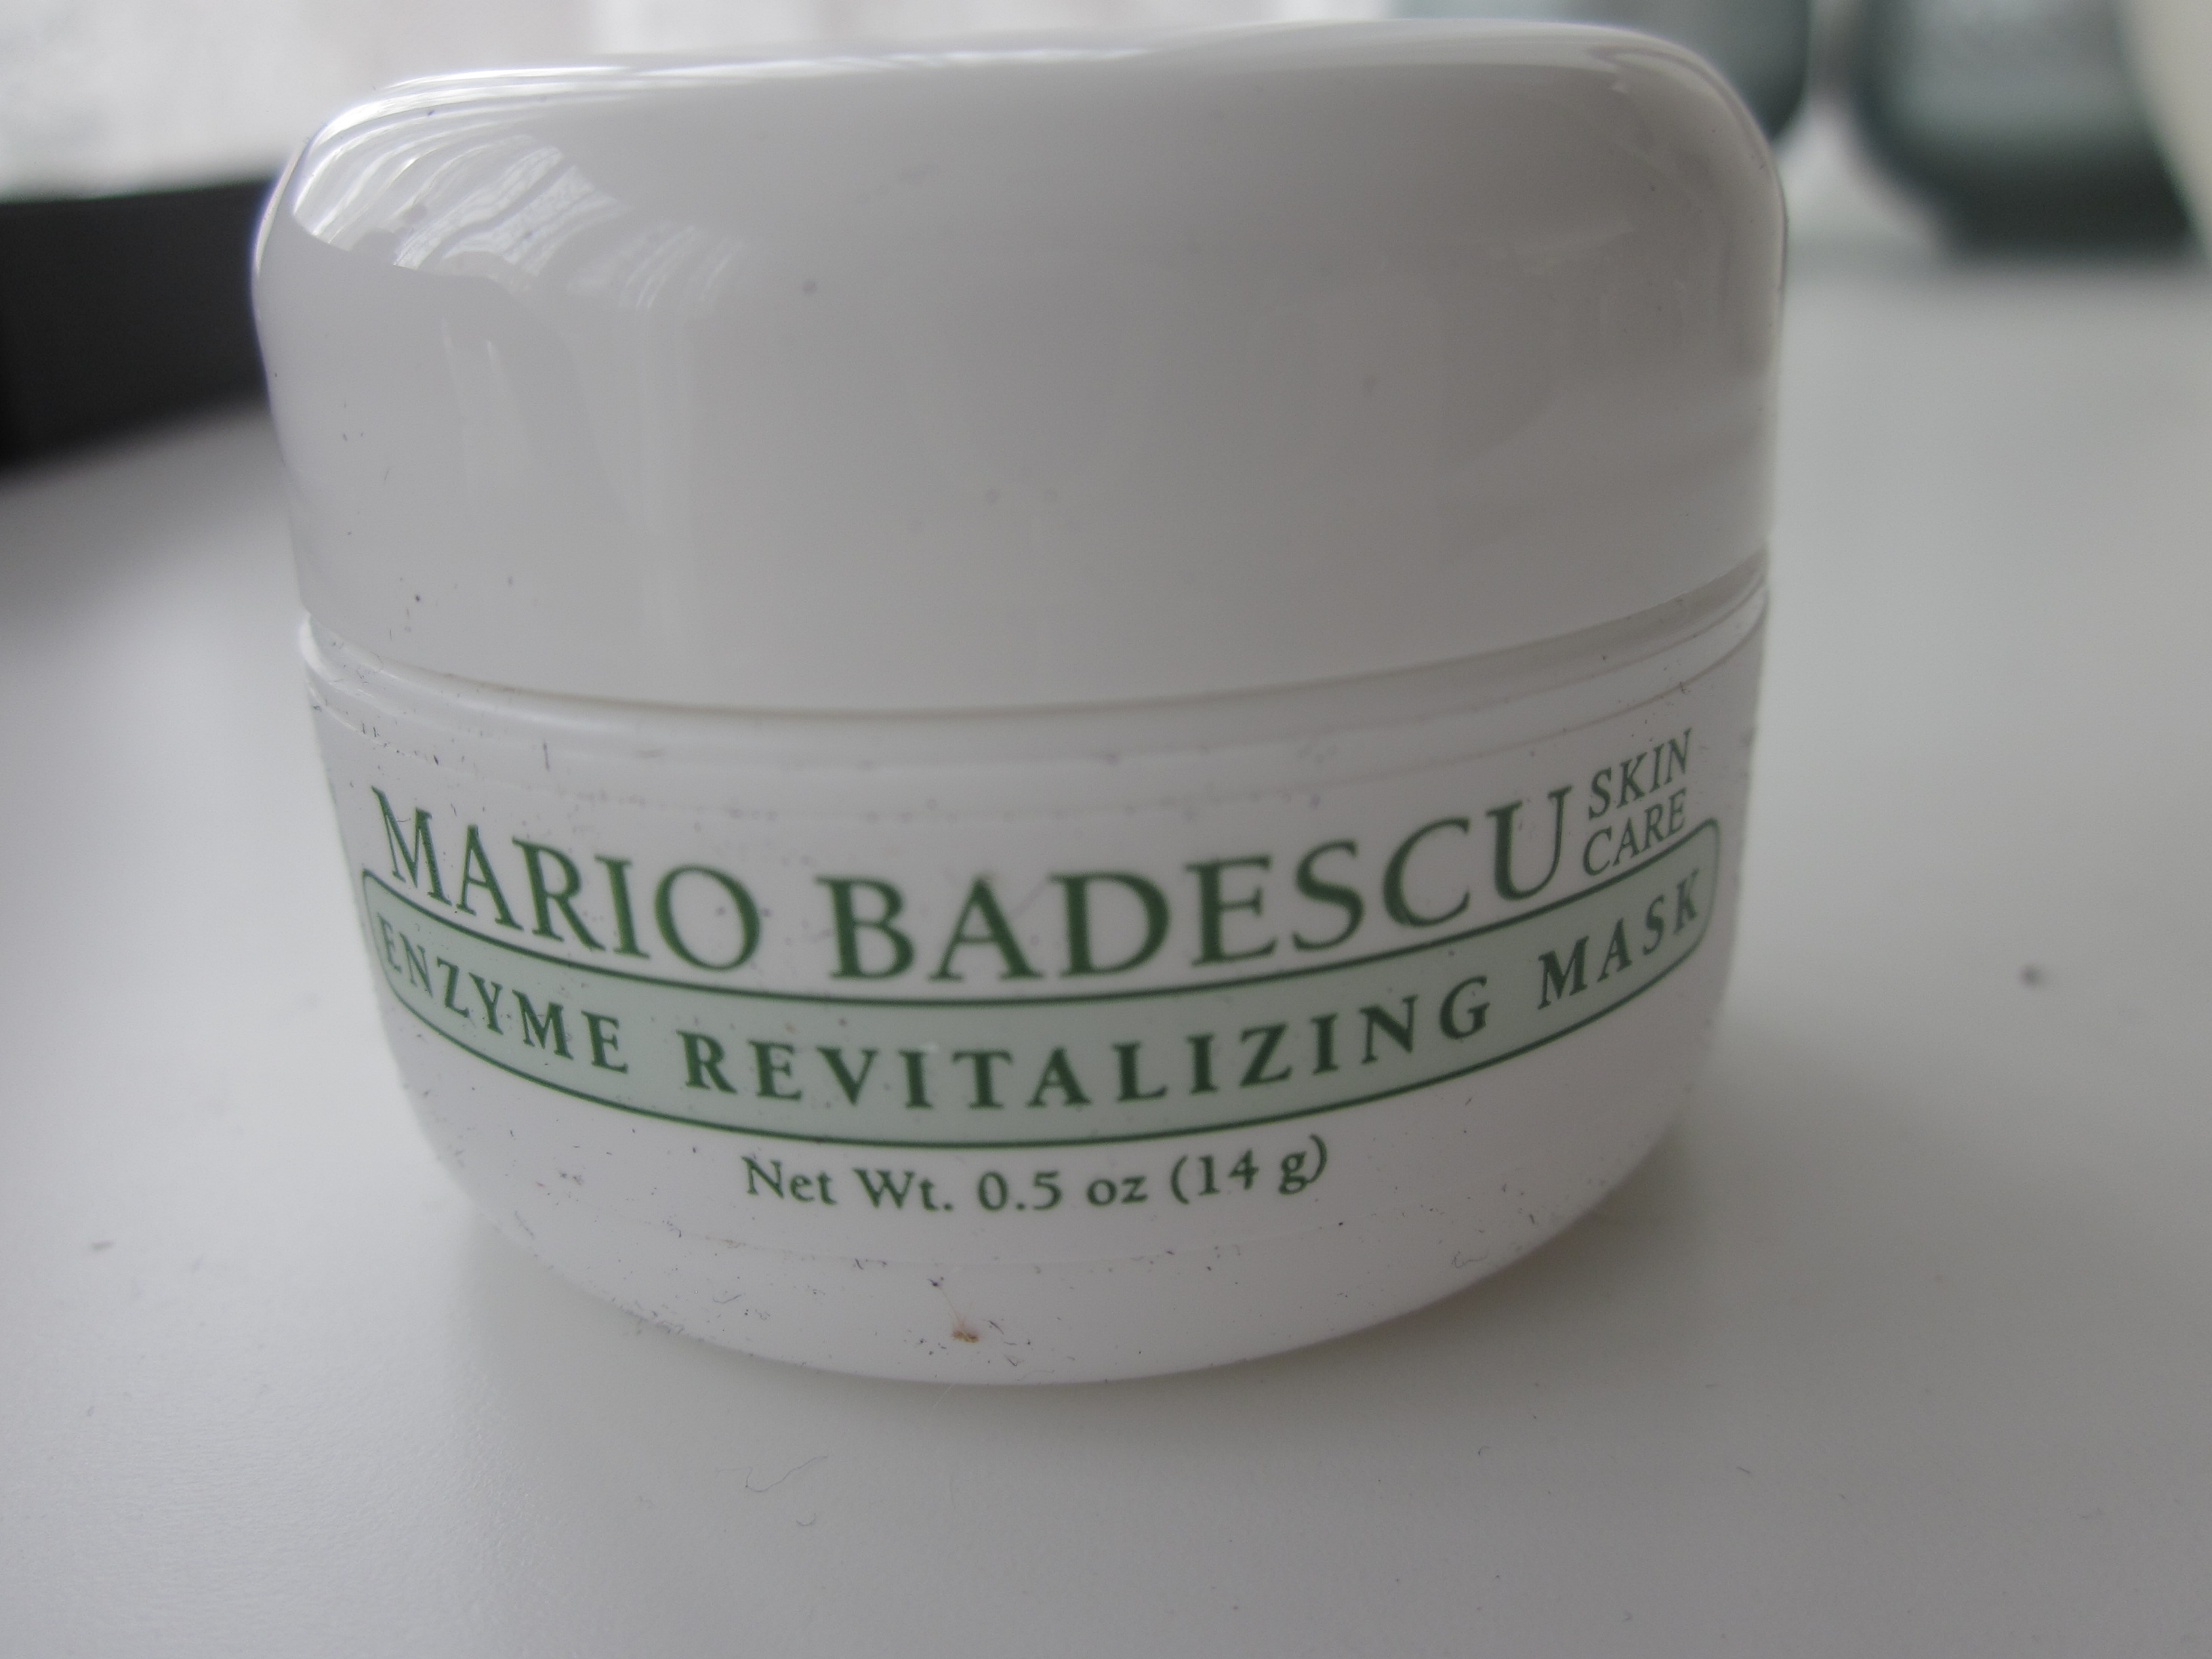 MARIO BADESCU SKIN CARE
ENZYME REVITALIZING MASK
Net Wt. 0.5 oz (14 g)